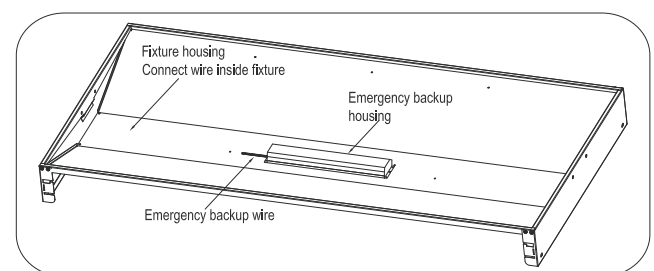 Fixture housing
Connect wire inside fixture
Emergency backup
housing
Emergency backup wire